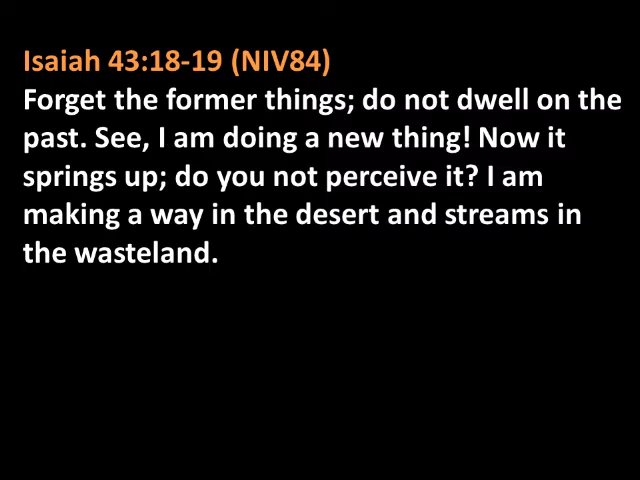 Isaiah 43:18-19 (NIV84)
Forget the former things; do not dwell on the
past. See, I am doing a new thing! Now it
springs up; do you not perceive it? I am
making a way in the desert and streams in
the wasteland.